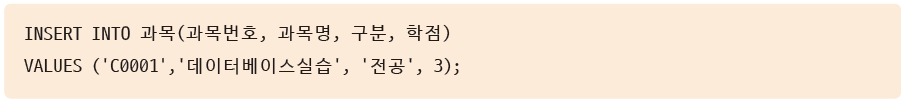 INSERT INTO 과목(과목번호, 과목명, 구분, 학점)
VALUES ('C0001','데이터베이스실습', '전공', 3);